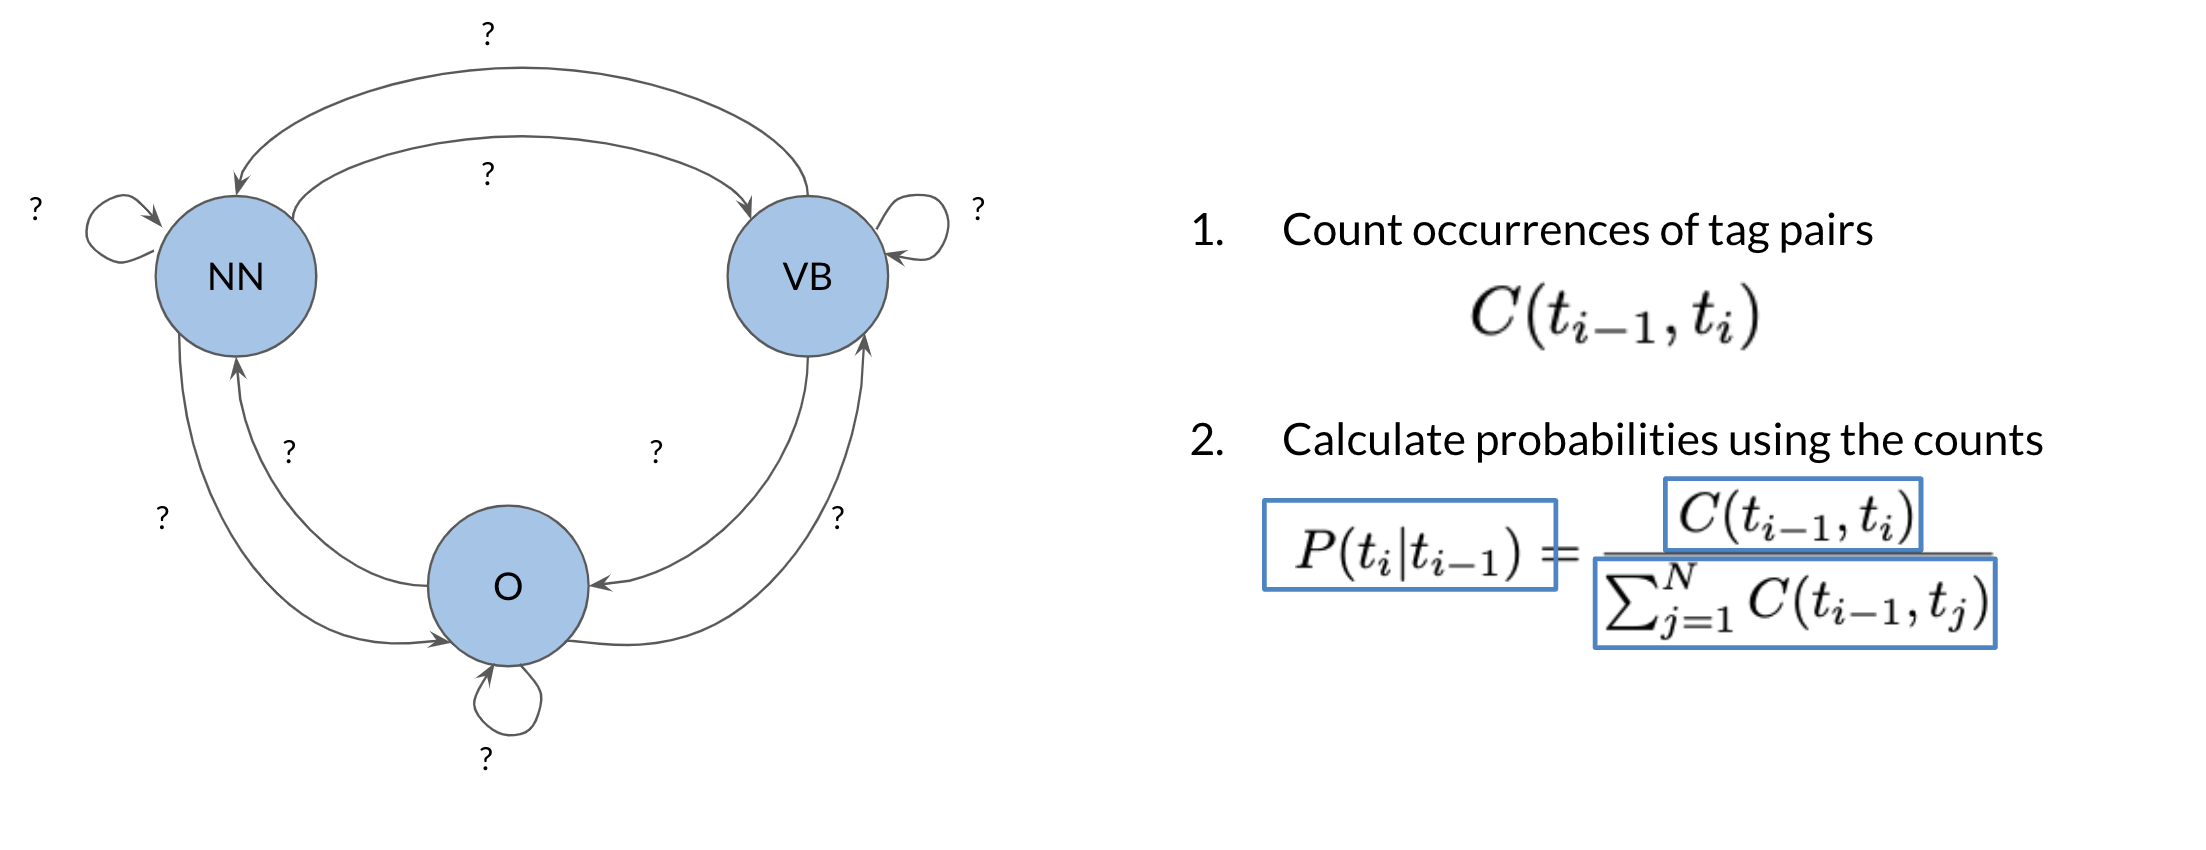 ?
?
?
?
NN
VB
?
?
?
?
O
?
1. Count occurrences of tag pairs
C(t_{i-1}, t_i)
2. Calculate probabilities using the counts
P(t_i|t_{i-1}) = \frac{C(t_{i-1}, t_i)}{\sum_{j=1}^{N} C(t_{i-1}, t_j)}